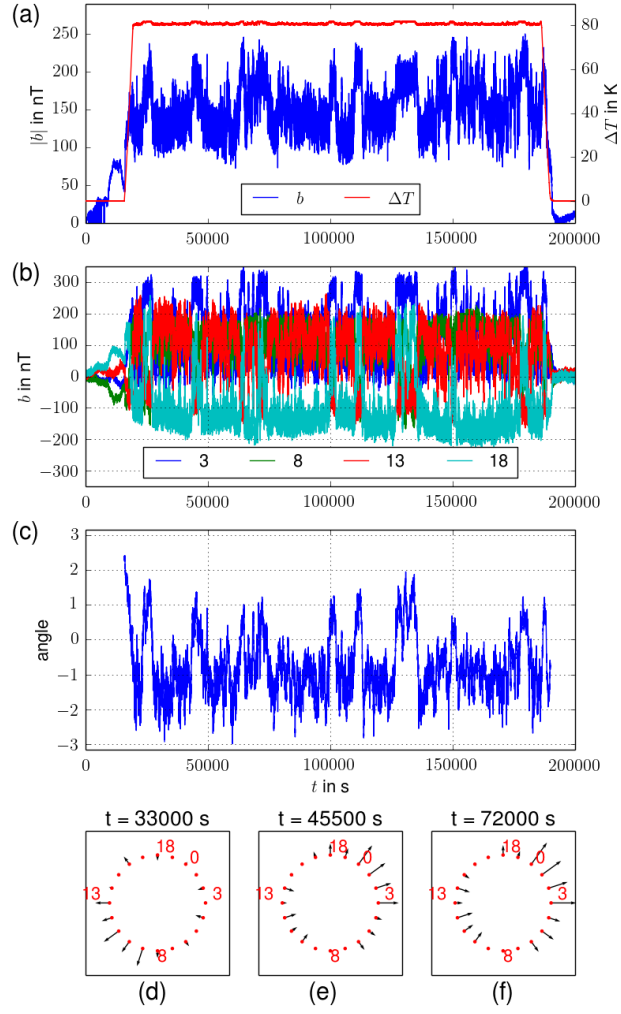 (a)
250
200
150
100
50
0
|b| in nT
80
60
40
20
0
ΔT in K
b ΔT
0 50000 100000 150000 200000
(b)
300
200
100
0
−100
−200
−300
b in nT
3 8 13 18
0 50000 100000 150000 200000
(c)
3
2
1
0
−1
−2
−3
angle
0 50000 100000 150000 200000
t in s
t = 33000 s t = 45500 s t = 72000 s
18 0 13 3 8
18 0 13 3 8
18 0 13 3 8
(d) (e) (f)